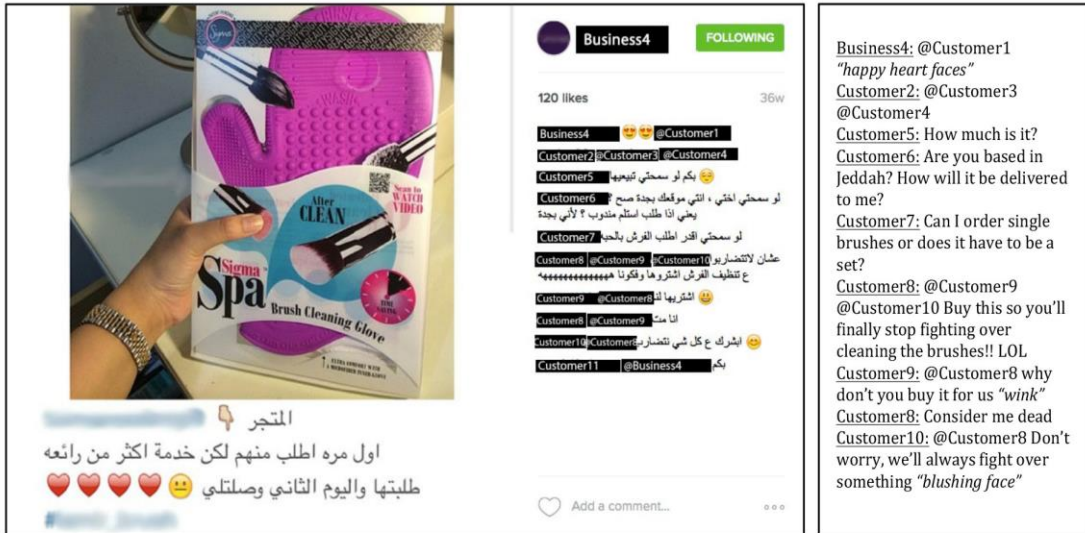 Sigma
After
CLEAN
Scan to
WATCH
VIDEO
Sigma
Spa
Brush Cleaning Glove
TIME
SAVING
المتجر 👇
اول مره اطلب منهم لكن خدمة اكثر من رائعه
طلبتها واليوم الثاني وصلتلي 😐 ❤️ ❤️ ❤️ ❤️
Business4
FOLLOWING
120 likes
36w
Business4 😍😍 @Customer1
Customer2 @Customer3 @Customer4
Customer5 بكم لو سمحتي تبيعيها 😌
Customer6 لو سمحتي اختي ، انتي موقعك بجدة صح ؟
يعني اذا طلب استلم مندوب ؟ لأني بجدة
Customer7 لو سمحتي اقدر اطلب الفرش بالحبه
Customer8 @Customer9 @Customer10 عشان لاتتضاربو
ع تنظيف الفرش اشتروها وفكونا ههههههههههههههه
Customer9 @Customer8 اشتريها لنا 😀
Customer8 @Customer9 انا مت
Customer10 @Customer8 ابشرك ع كل شي نتضارب 😊
Customer11 @Business4 بكم
Add a comment...
Business4: @Customer1
“happy heart faces”
Customer2: @Customer3
@Customer4
Customer5: How much is it?
Customer6: Are you based in
Jeddah? How will it be delivered
to me?
Customer7: Can I order single
brushes or does it have to be a
set?
Customer8: @Customer9
@Customer10 Buy this so you’ll
finally stop fighting over
cleaning the brushes!! LOL
Customer9: @Customer8 why
don’t you buy it for us “wink”
Customer8: Consider me dead
Customer10: @Customer8 Don’t
worry, we’ll always fight over
something “blushing face”